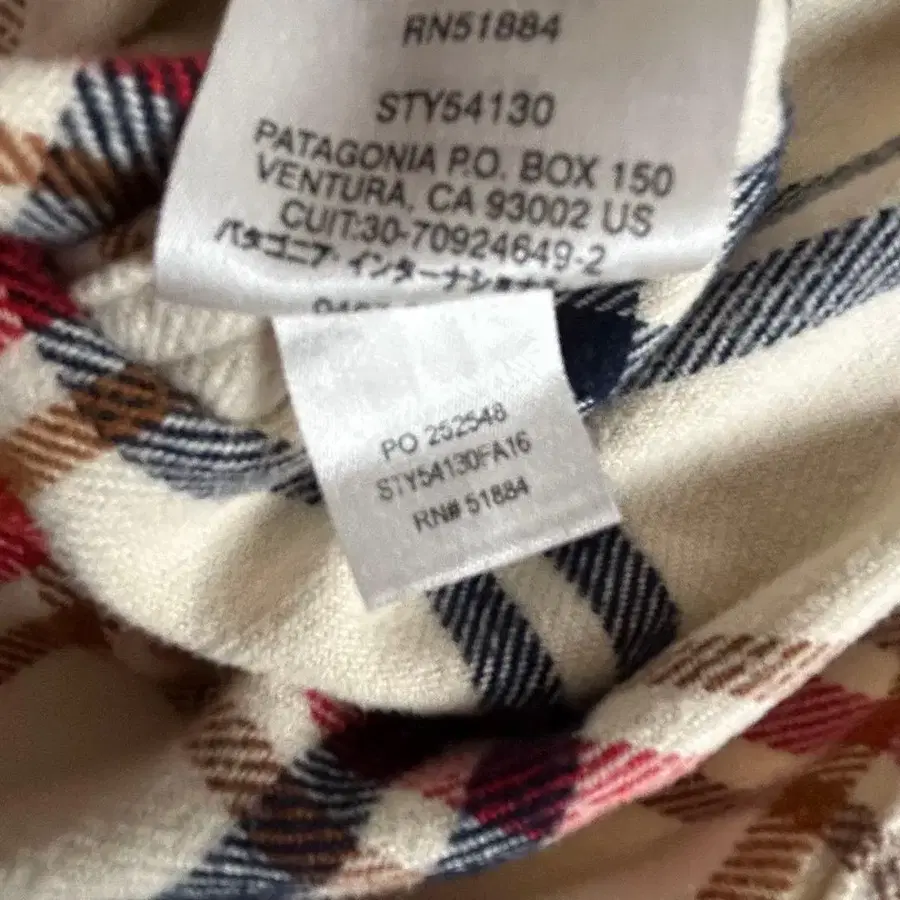 RN51884
STY54130
PATAGONIA P.O. BOX 150
VENTURA, CA 93002 US
CUIT:30-70924649-2
パタゴニア・インターナショナル
PO 252548
STY54130FA16
RN# 51884